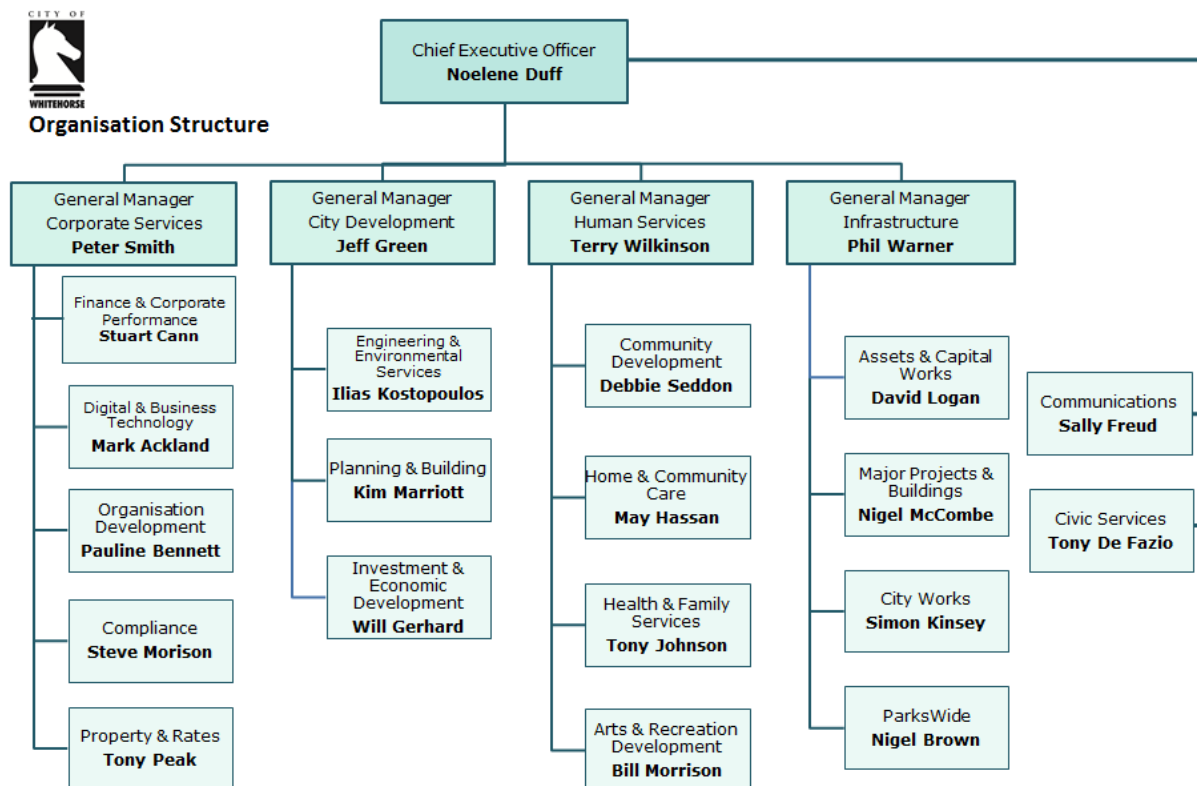 CITY OF
WHITEHORSE
Organisation Structure
Chief Executive Officer
Noelene Duff
General Manager
Corporate Services
Peter Smith
Finance & Corporate
Performance
Stuart Cann
Digital & Business
Technology
Mark Ackland
Organisation
Development
Pauline Bennett
Compliance
Steve Morison
Property & Rates
Tony Peak
General Manager
City Development
Jeff Green
Engineering &
Environmental
Services
Ilias Kostopoulos
Planning & Building
Kim Marriott
Investment &
Economic
Development
Will Gerhard
General Manager
Human Services
Terry Wilkinson
Community
Development
Debbie Seddon
Home & Community
Care
May Hassan
Health & Family
Services
Tony Johnson
Arts & Recreation
Development
Bill Morrison
General Manager
Infrastructure
Phil Warner
Assets & Capital
Works
David Logan
Major Projects &
Buildings
Nigel McCombe
City Works
Simon Kinsey
ParksWide
Nigel Brown
Communications
Sally Freud
Civic Services
Tony De Fazio